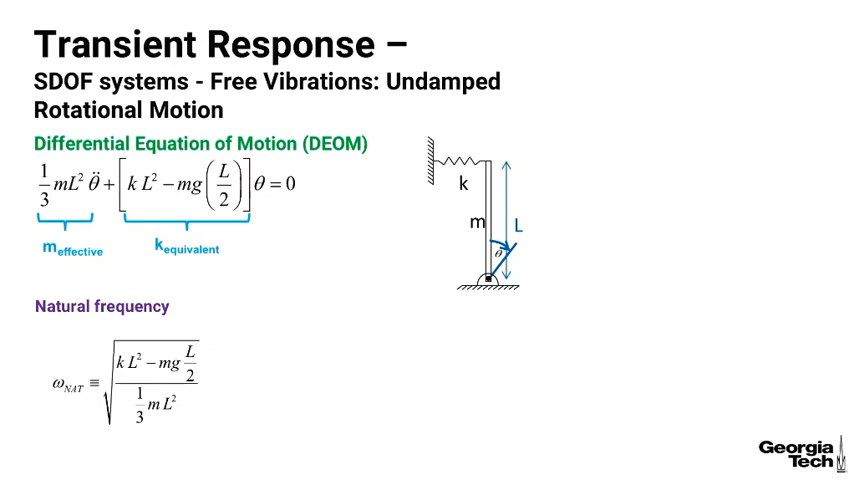 Transient Response –
SDOF systems - Free Vibrations: Undamped
Rotational Motion
Differential Equation of Motion (DEOM)
1/3 mL² θ̈ + [k L² − mg (L/2)] θ = 0
m_effective
k_equivalent
k
m
L
θ
Natural frequency
ω_NAT ≡ √((k L² − mg L/2) / (1/3 m L²))
Georgia
Tech